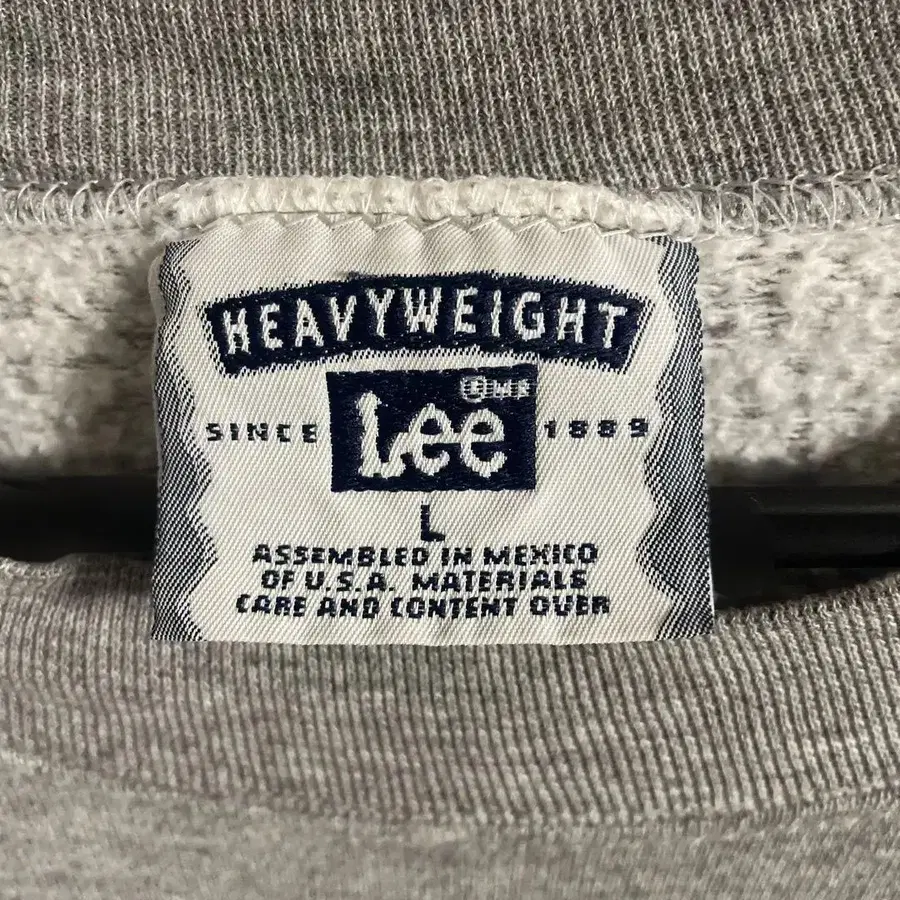 HEAVYWEIGHT
Lee
SINCE 1889
L
ASSEMBLED IN MEXICO
OF U.S.A. MATERIALS
CARE AND CONTENT OVER